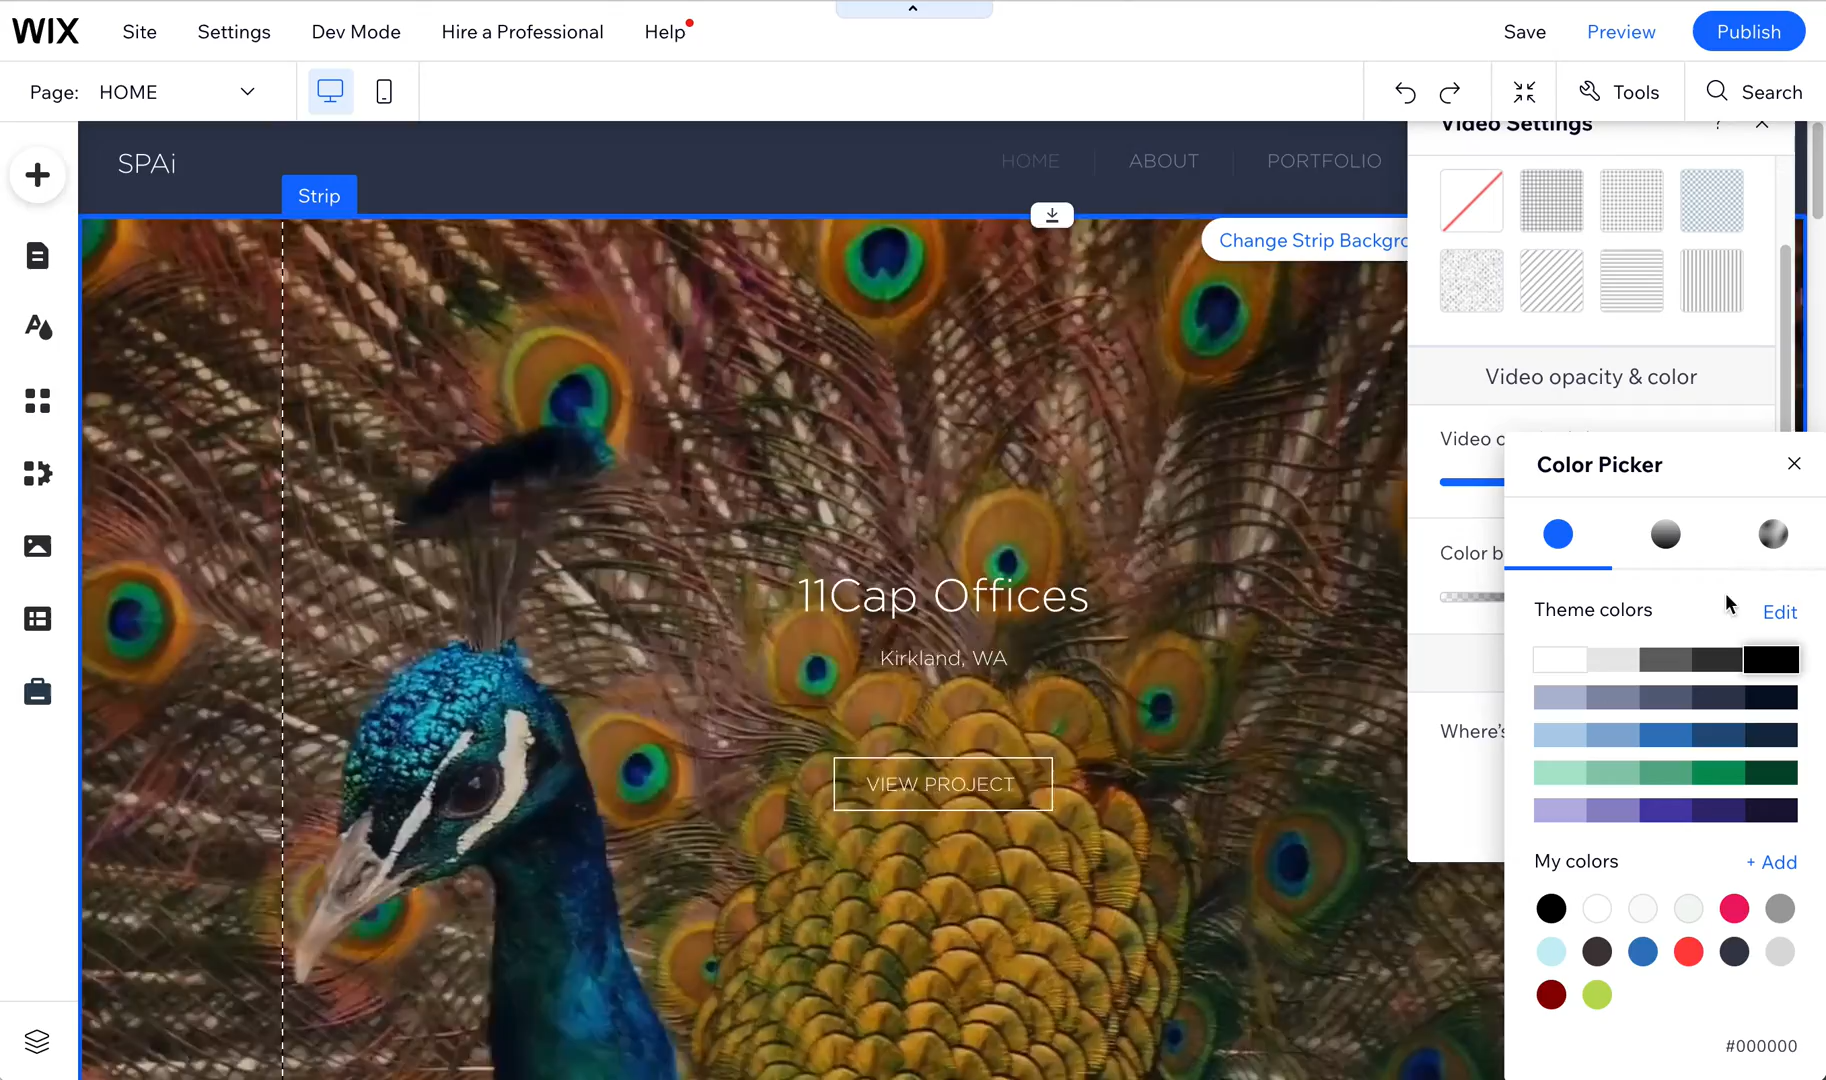 WIX Site Settings Dev Mode Hire a Professional Help Save Preview Publish
Page: HOME Tools Search
Video Settings ?
SPAi HOME ABOUT PORTFOLIO
Strip
Change Strip Backgro
Video opacity & color
Video o
Color Picker
Color b
Theme colors Edit
11Cap Offices
Kirkland, WA
Where's
VIEW PROJECT
My colors + Add
#000000